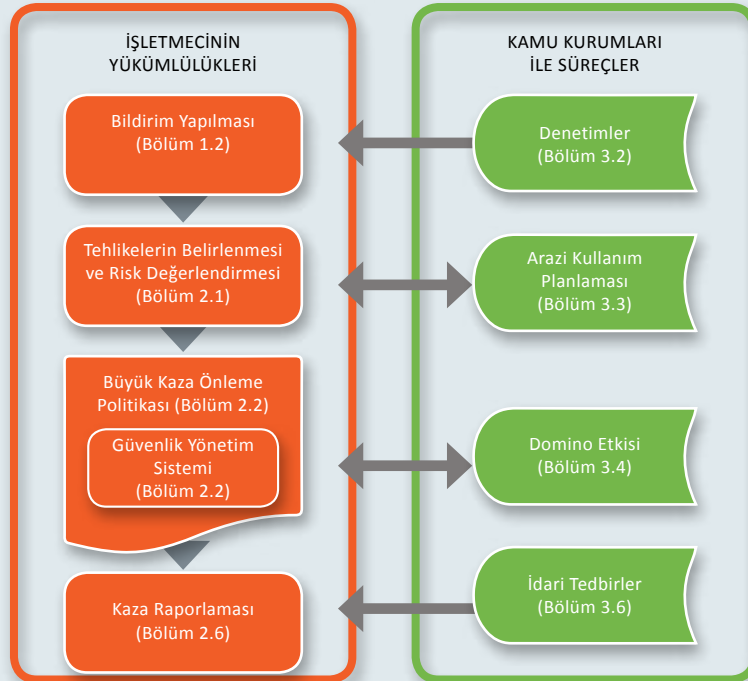 İŞLETMECİNİN
YÜKÜMLÜLÜKLERİ
Bildirim Yapılması
(Bölüm 1.2)
Tehlikelerin Belirlenmesi
ve Risk Değerlendirmesi
(Bölüm 2.1)
Büyük Kaza Önleme
Politikası (Bölüm 2.2)
Güvenlik Yönetim
Sistemi
(Bölüm 2.2)
Kaza Raporlaması
(Bölüm 2.6)
KAMU KURUMLARI
İLE SÜREÇLER
Denetimler
(Bölüm 3.2)
Arazi Kullanım
Planlaması
(Bölüm 3.3)
Domino Etkisi
(Bölüm 3.4)
İdari Tedbirler
(Bölüm 3.6)